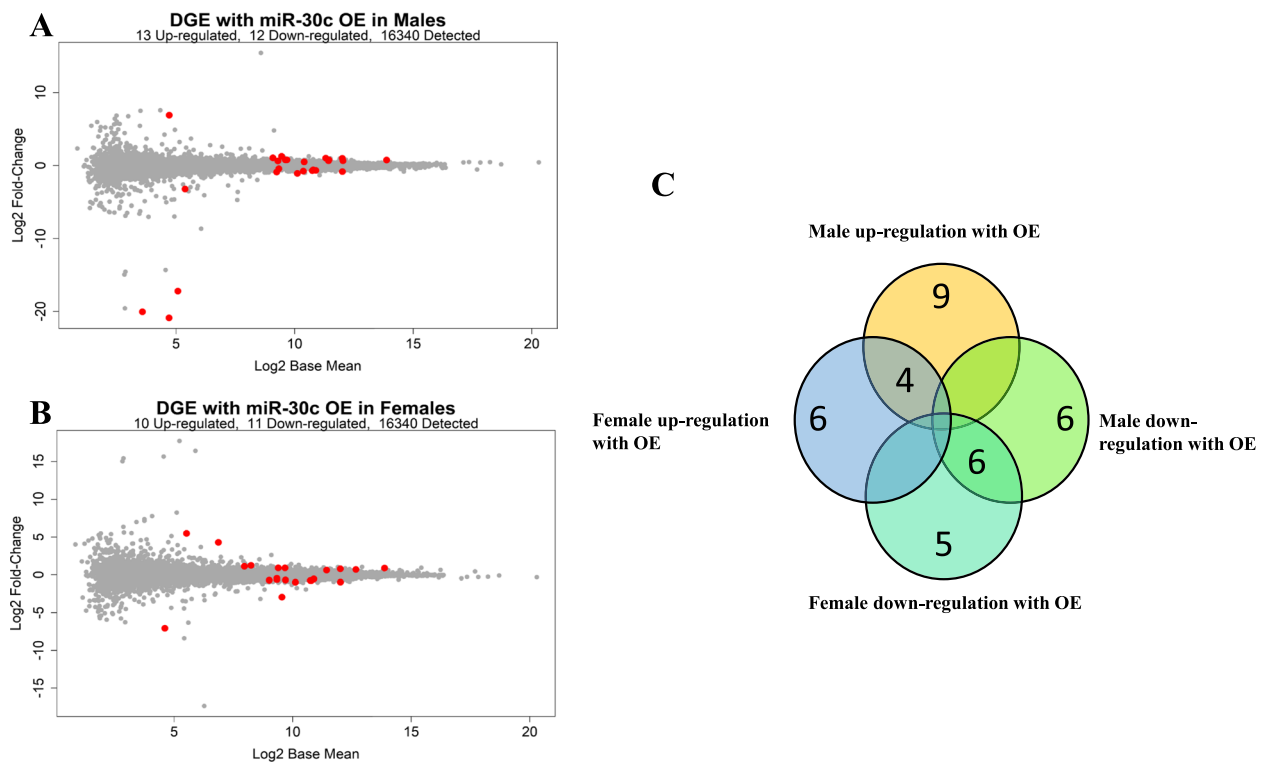 A
DGE with miR-30c OE in Males
13 Up-regulated, 12 Down-regulated, 16340 Detected
Log2 Fold-Change
10
0
-10
-20
5
10
15
20
Log2 Base Mean
B
DGE with miR-30c OE in Females
10 Up-regulated, 11 Down-regulated, 16340 Detected
Log2 Fold-Change
15
10
5
0
-5
-10
-15
5
10
15
20
Log2 Base Mean
C
Male up-regulation with OE
9
4
Female up-regulation
with OE
6
6
Male down-
regulation with OE
6
5
Female down-regulation with OE